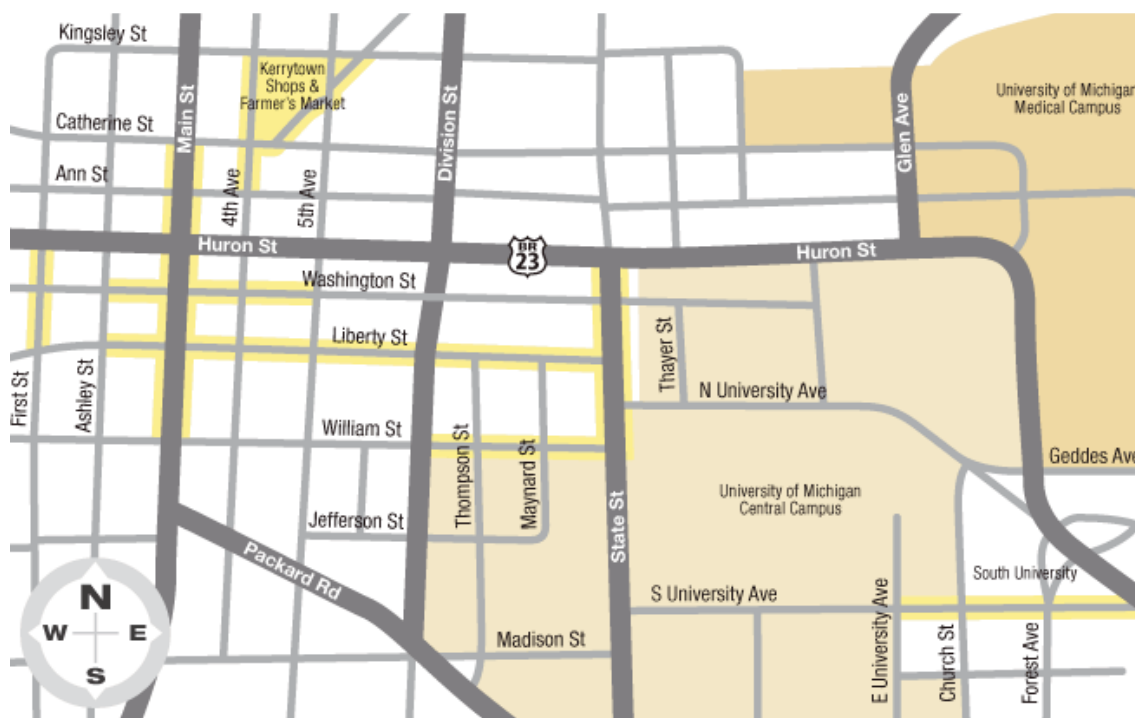 Kingsley St
Kerrytown
Shops &
Farmer's Market
University of Michigan
Medical Campus
Catherine St
Main St
Division St
Glen Ave
Ann St
4th Ave
5th Ave
Huron St
BR
23
Huron St
Washington St
Liberty St
Thayer St
First St
Ashley St
N University Ave
William St
Thompson St
Maynard St
Geddes Ave
University of Michigan
Central Campus
Jefferson St
State St
Packard Rd
South University
S University Ave
E University Ave
Church St
Forest Ave
Madison St
N
W
E
S